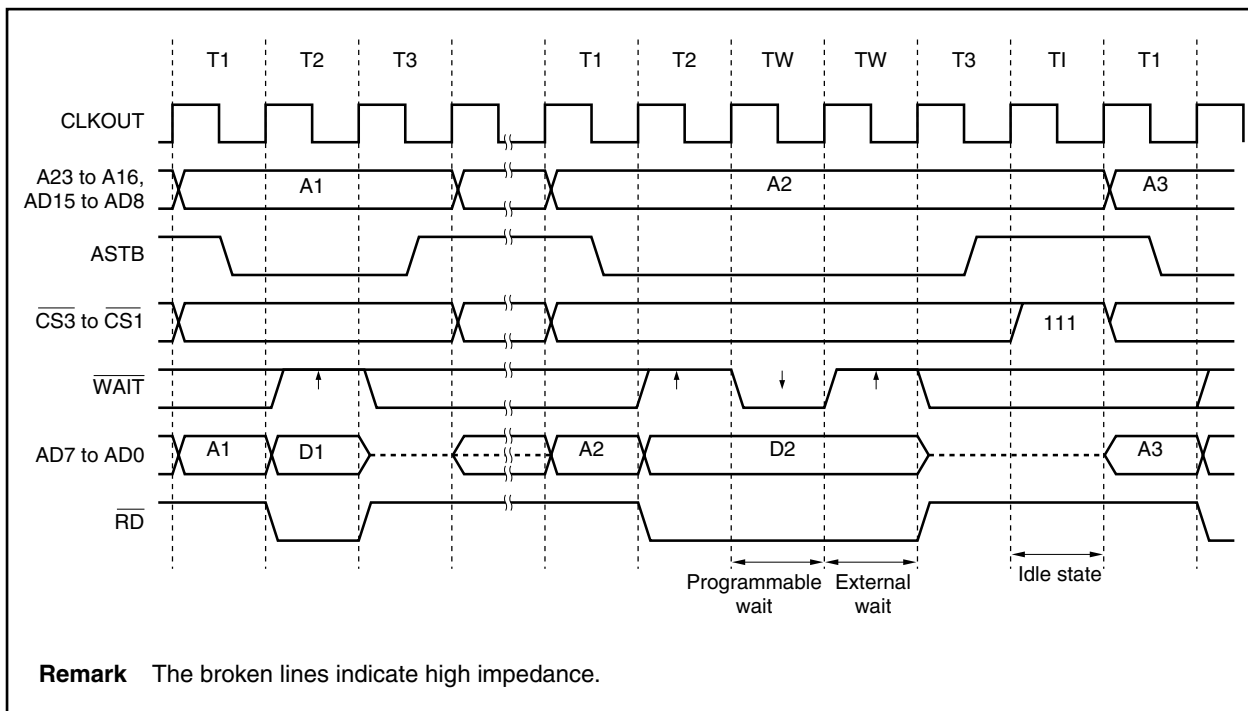 T1 T2 T3 T1 T2 TW TW T3 TI T1
CLKOUT
A23 to A16,
AD15 to AD8
A1 A2 A3
ASTB
CS3 to CS1
111
WAIT
AD7 to AD0
A1 D1 A2 D2 A3
RD
Programmable
wait
External
wait
Idle state
Remark The broken lines indicate high impedance.